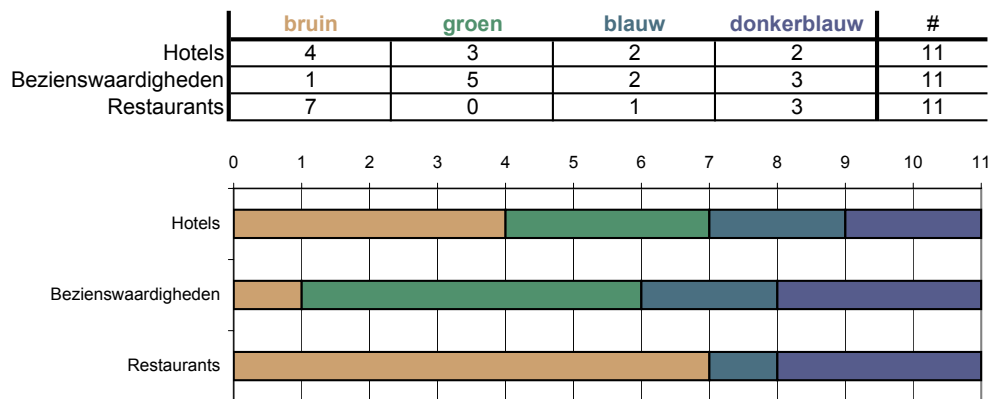 bruin groen blauw donkerblauw #
Hotels 4 3 2 2 11
Bezienswaardigheden 1 5 2 3 11
Restaurants 7 0 1 3 11
0 1 2 3 4 5 6 7 8 9 10 11
Hotels
Bezienswaardigheden
Restaurants